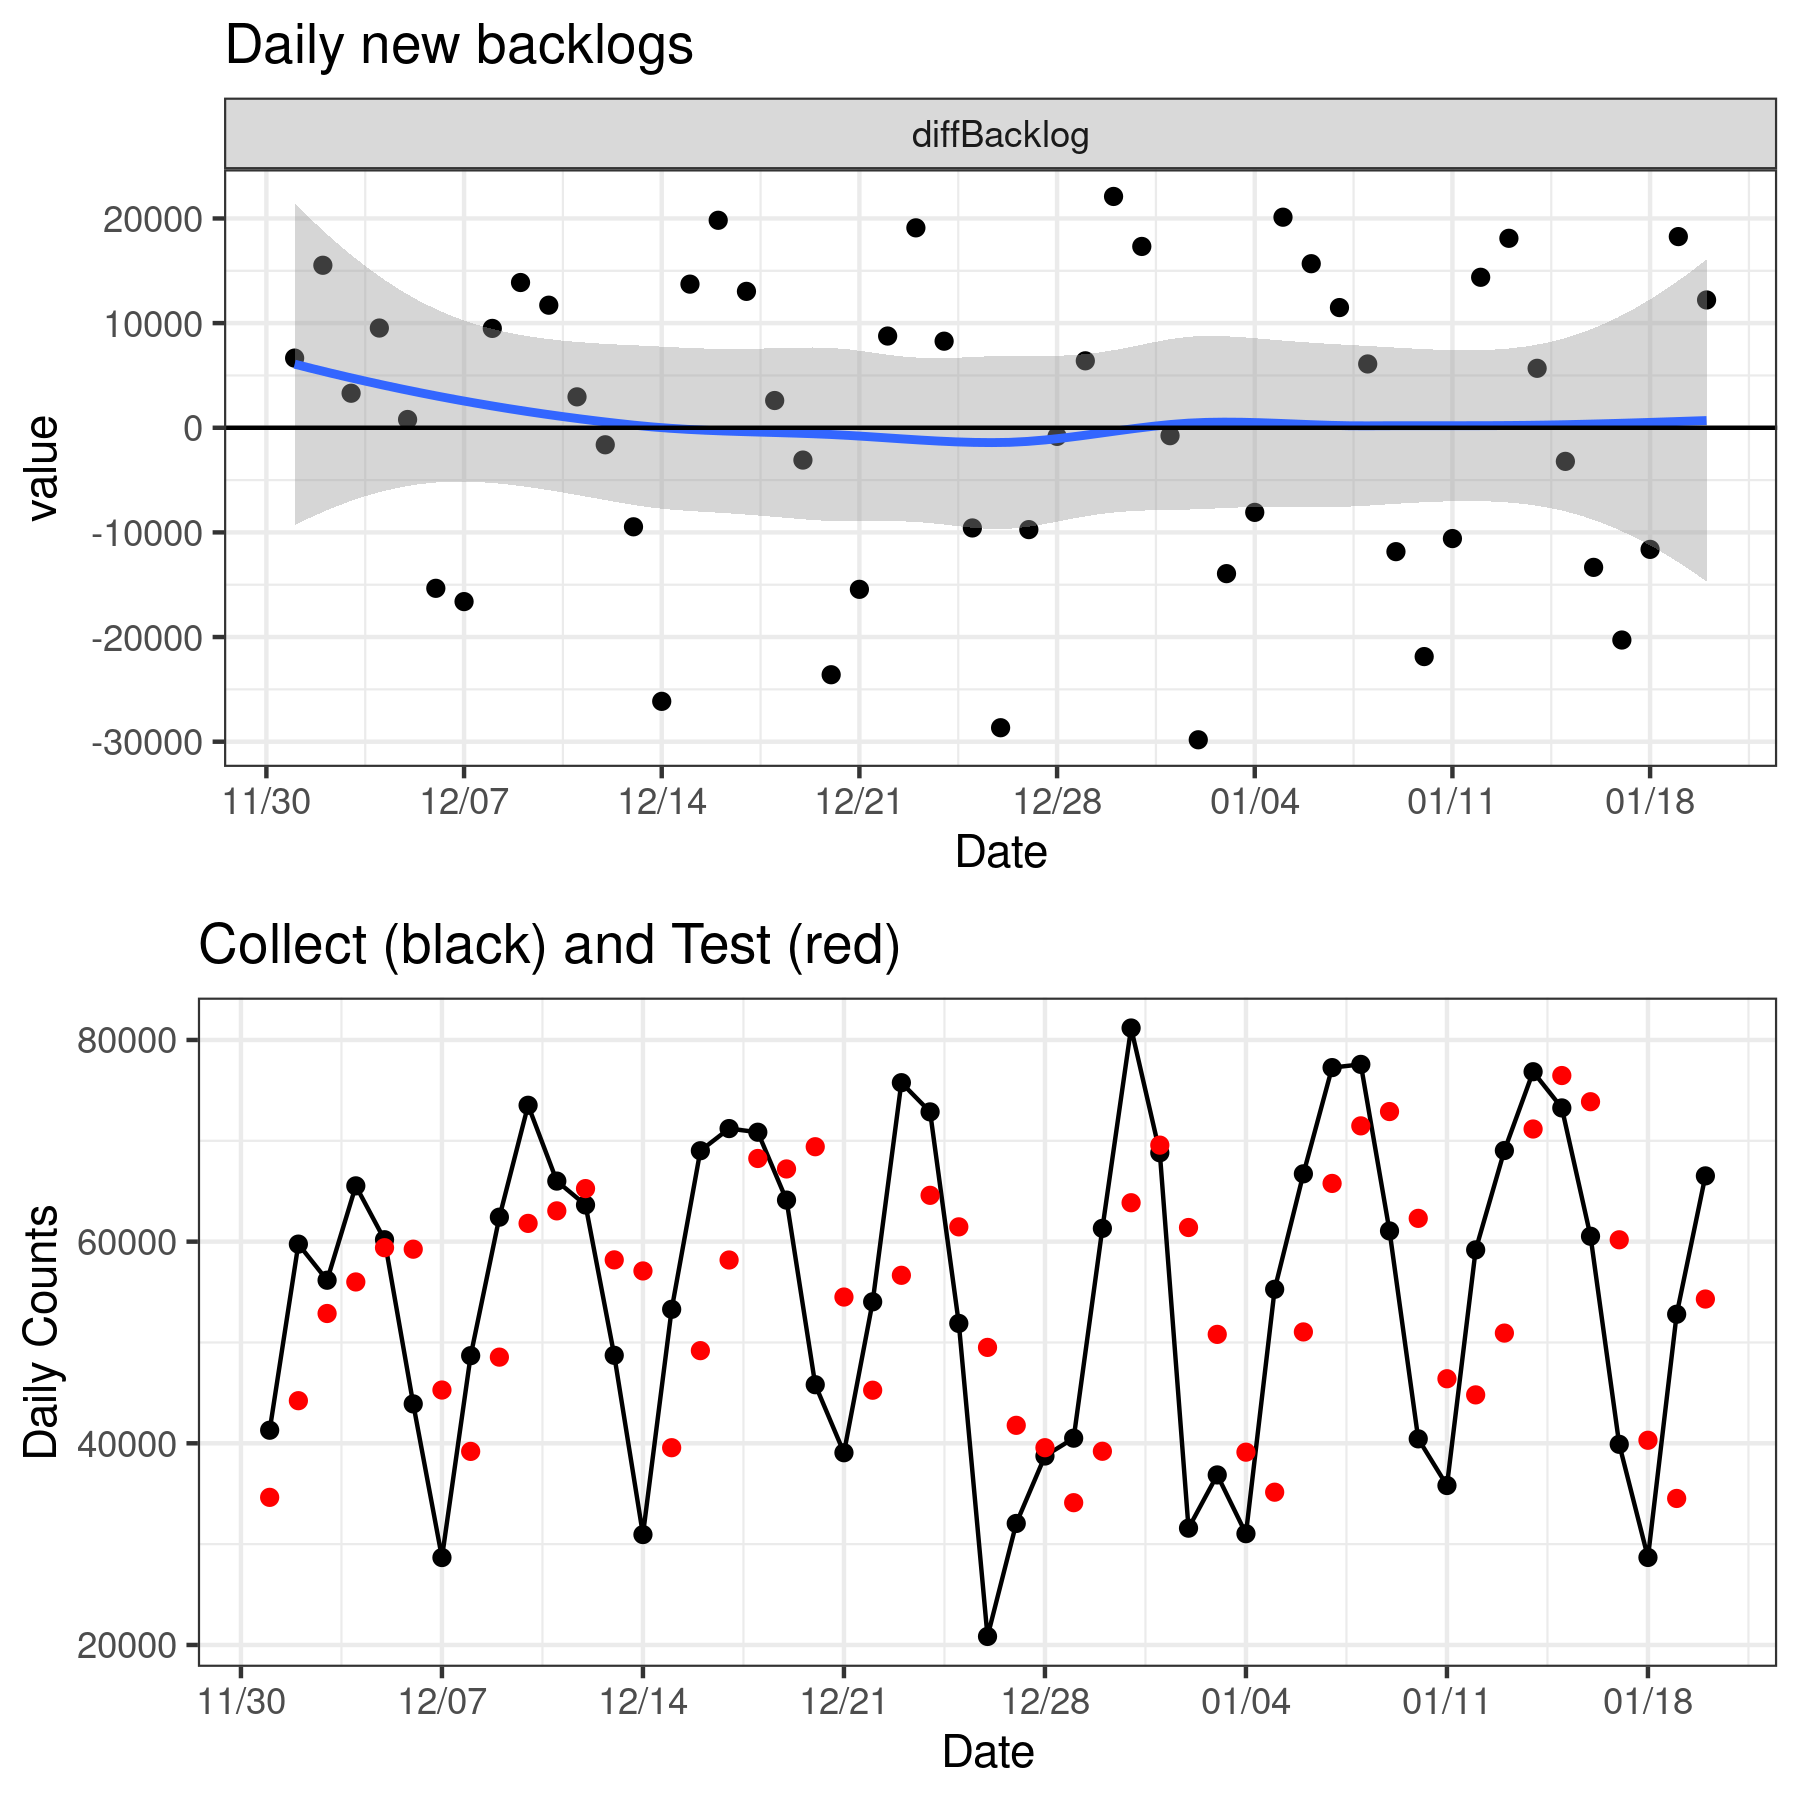 Daily new backlogs
diffBacklog
20000
10000
0
-10000
-20000
-30000
value
11/30 12/07 12/14 12/21 12/28 01/04 01/11 01/18
Date
Collect (black) and Test (red)
80000
60000
40000
20000
Daily Counts
11/30 12/07 12/14 12/21 12/28 01/04 01/11 01/18
Date